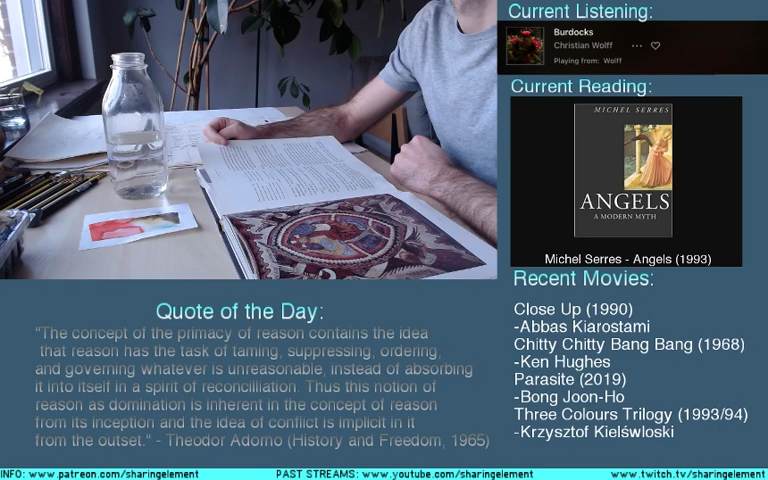 Current Listening:
Burdocks
Christian Wolff
Playing from: Wolff
Current Reading:
MICHEL SERRES
ANGELS
A MODERN MYTH
Michel Serres - Angels (1993)
Recent Movies:
Close Up (1990)
-Abbas Kiarostami
Chitty Chitty Bang Bang (1968)
-Ken Hughes
Parasite (2019)
-Bong Joon-Ho
Three Colours Trilogy (1993/94)
-Krzysztof Kielśwloski
Quote of the Day:
"The concept of the primacy of reason contains the idea
that reason has the task of taming, suppressing, ordering,
and governing whatever is unreasonable, instead of absorbing
it into itself in a spirit of reconcilliation. Thus this notion of
reason as domination is inherent in the concept of reason
from its inception and the idea of conflict is implicit in it
from the outset." - Theodor Adorno (History and Freedom, 1965)
INFO: www.patreon.com/sharingelement
PAST STREAMS: www.youtube.com/sharingelement
www.twitch.tv/sharingelement